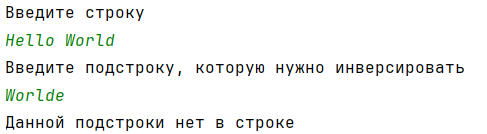 Введите строку
Hello World
Введите подстроку, которую нужно инверсировать
Worlde
Данной подстроки нет в строке